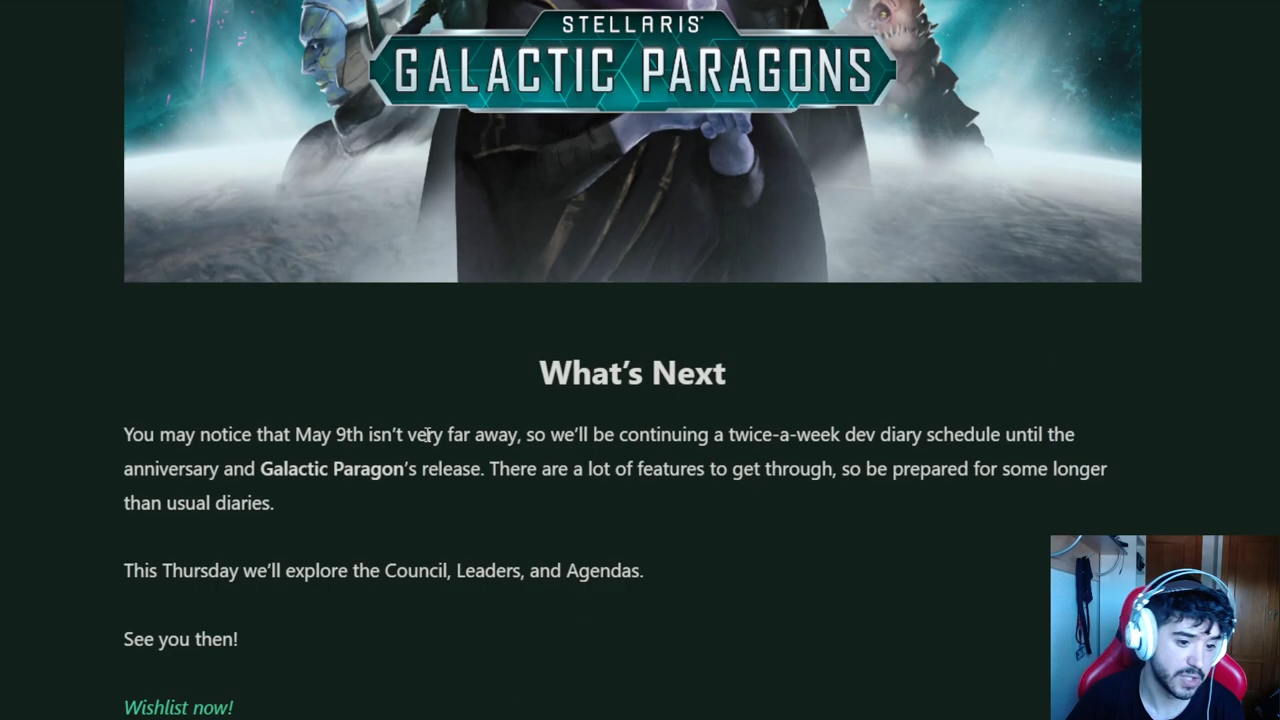 STELLARIS
GALACTIC PARAGONS
What's Next
You may notice that May 9th isn't very far away, so we'll be continuing a twice-a-week dev diary schedule until the
anniversary and Galactic Paragon's release. There are a lot of features to get through, so be prepared for some longer
than usual diaries.
This Thursday we'll explore the Council, Leaders, and Agendas.
See you then!
Wishlist now!